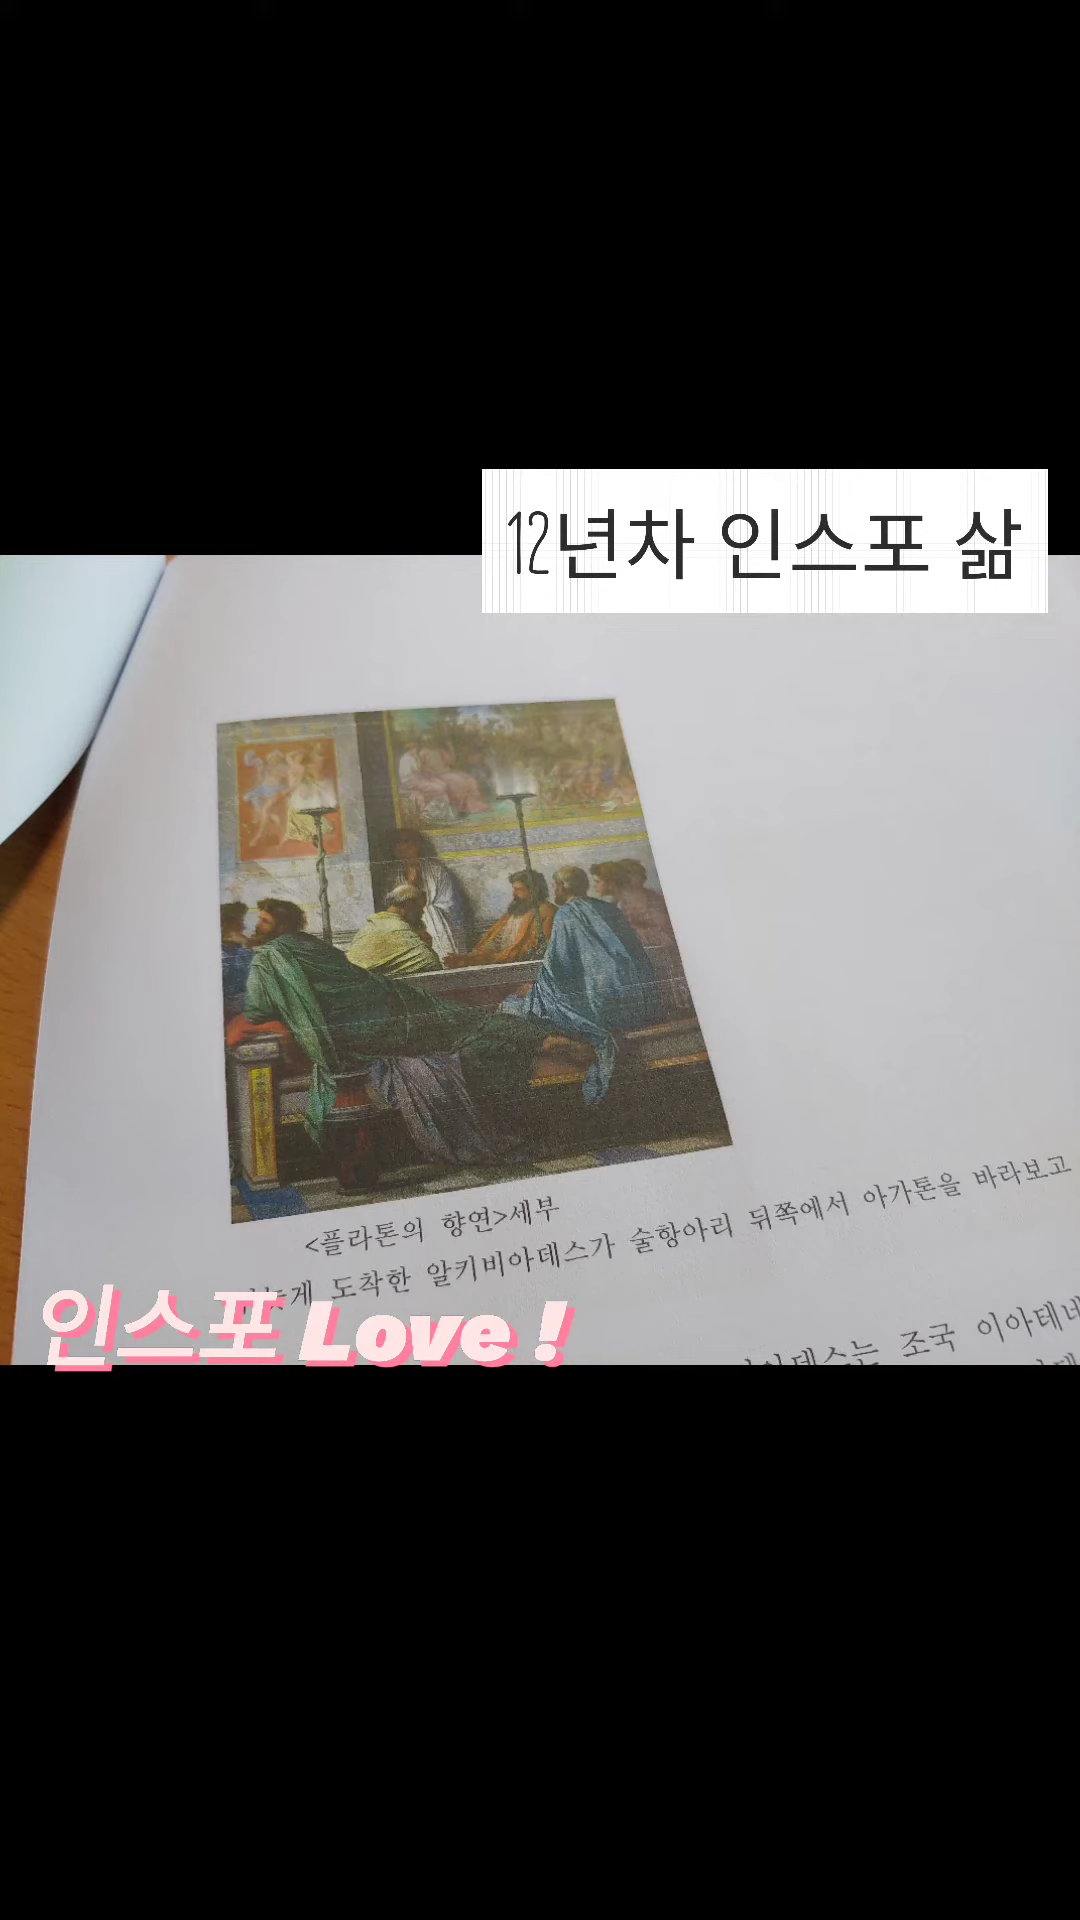 12년차 인스포 삶
<플라톤의 향연>세부
도착한 알키비아데스가 술항아리 뒤쪽에서 아가톤을 바라보고
조국 이아테네
인스포 Love !